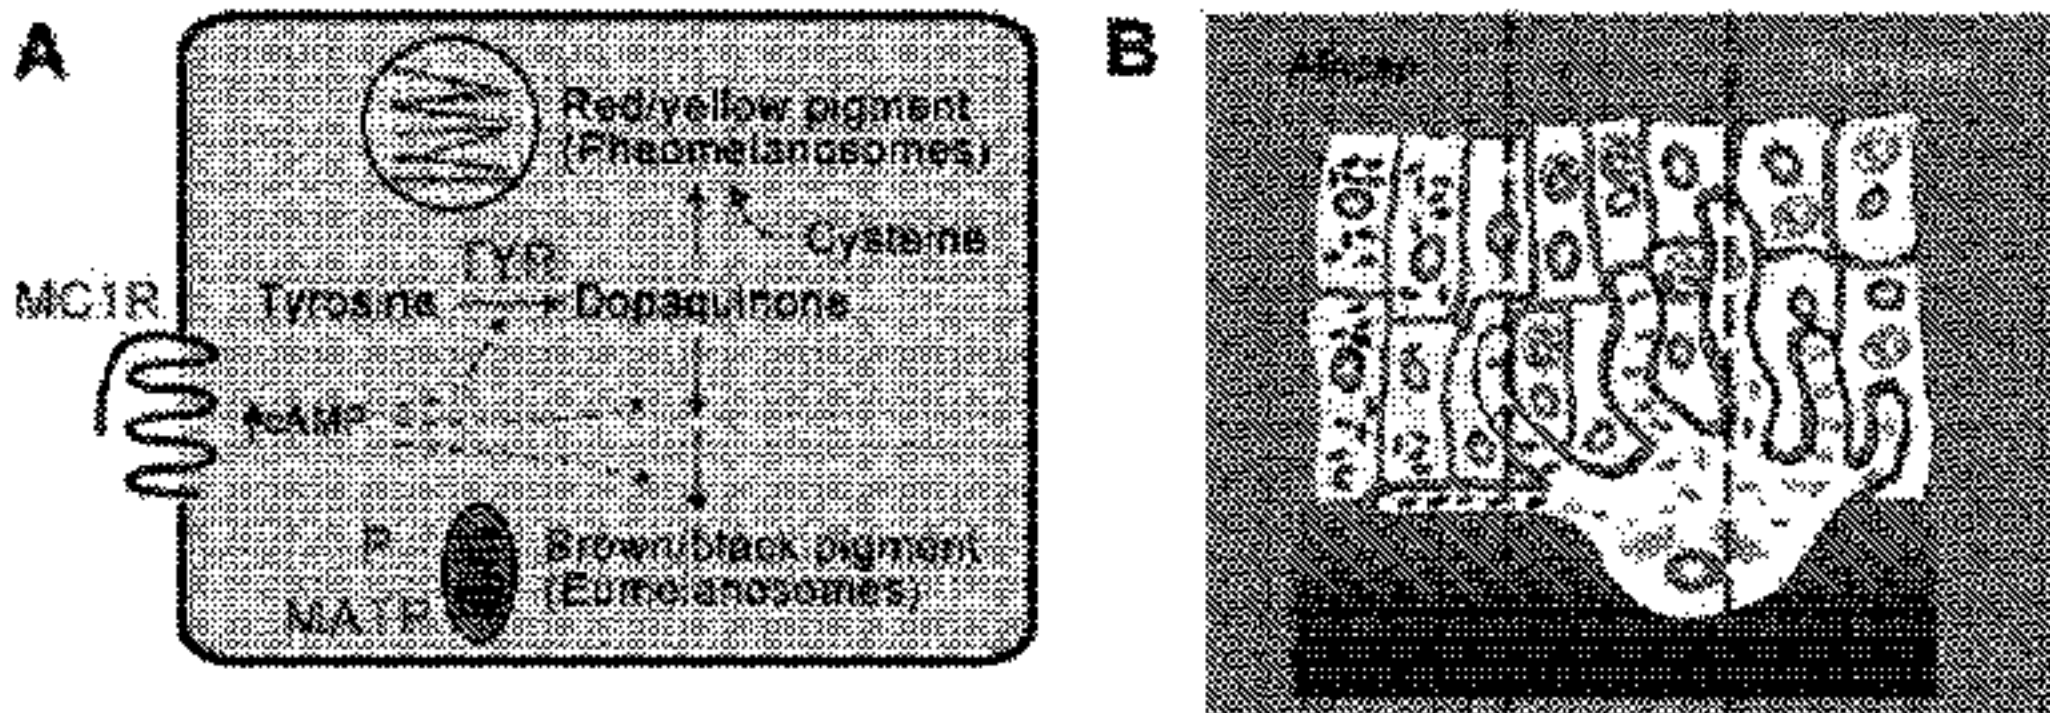 A
Red/yellow pigment
(Pheomelanosomes)
Cysteine
TYR
MC1R
Tyrosine
Dopaquinone
cAMP
P
Brown/black pigment
(Eumelanosomes)
MATP
B
African